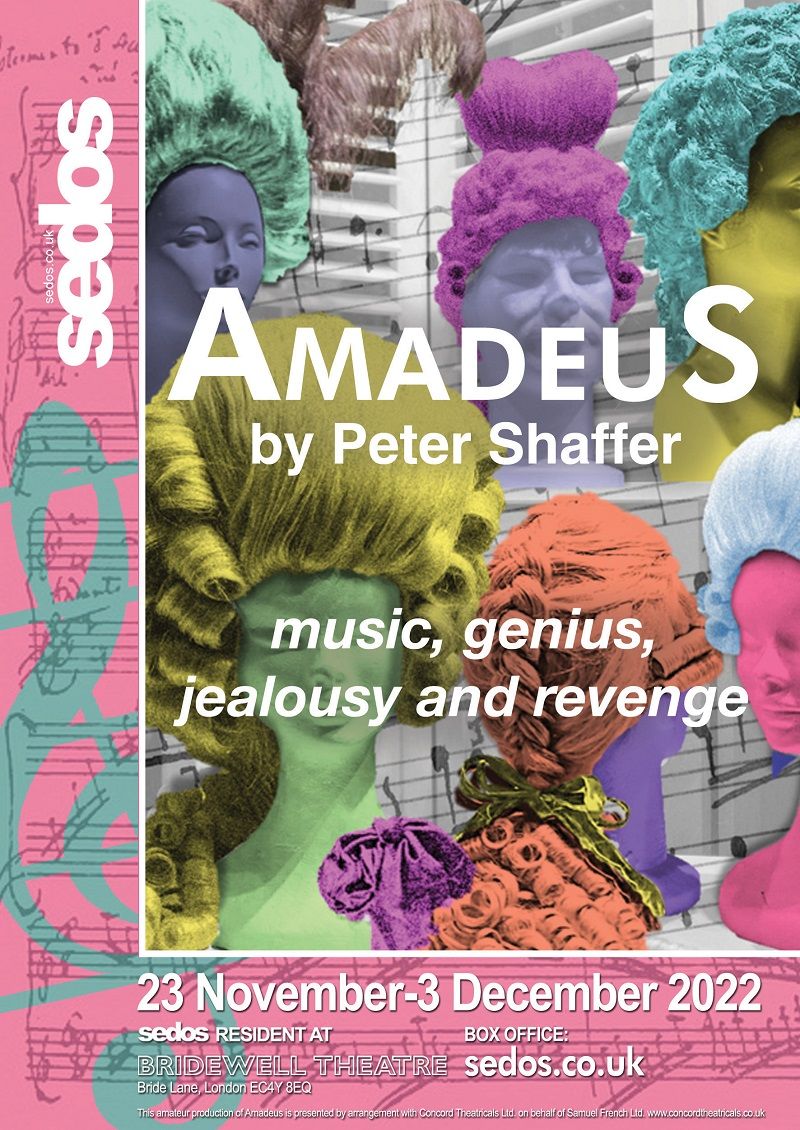 sedos
sedos.co.uk
AMADEUS
by Peter Shaffer
music, genius,
jealousy and revenge
23 November-3 December 2022
sedos RESIDENT AT
BRIDEWELL THEATRE
Bride Lane, London EC4Y 8EQ
BOX OFFICE:
sedos.co.uk
This amateur production of Amadeus is presented by arrangement with Concord Theatricals Ltd. on behalf of Samuel French Ltd. www.concordtheatricals.co.uk